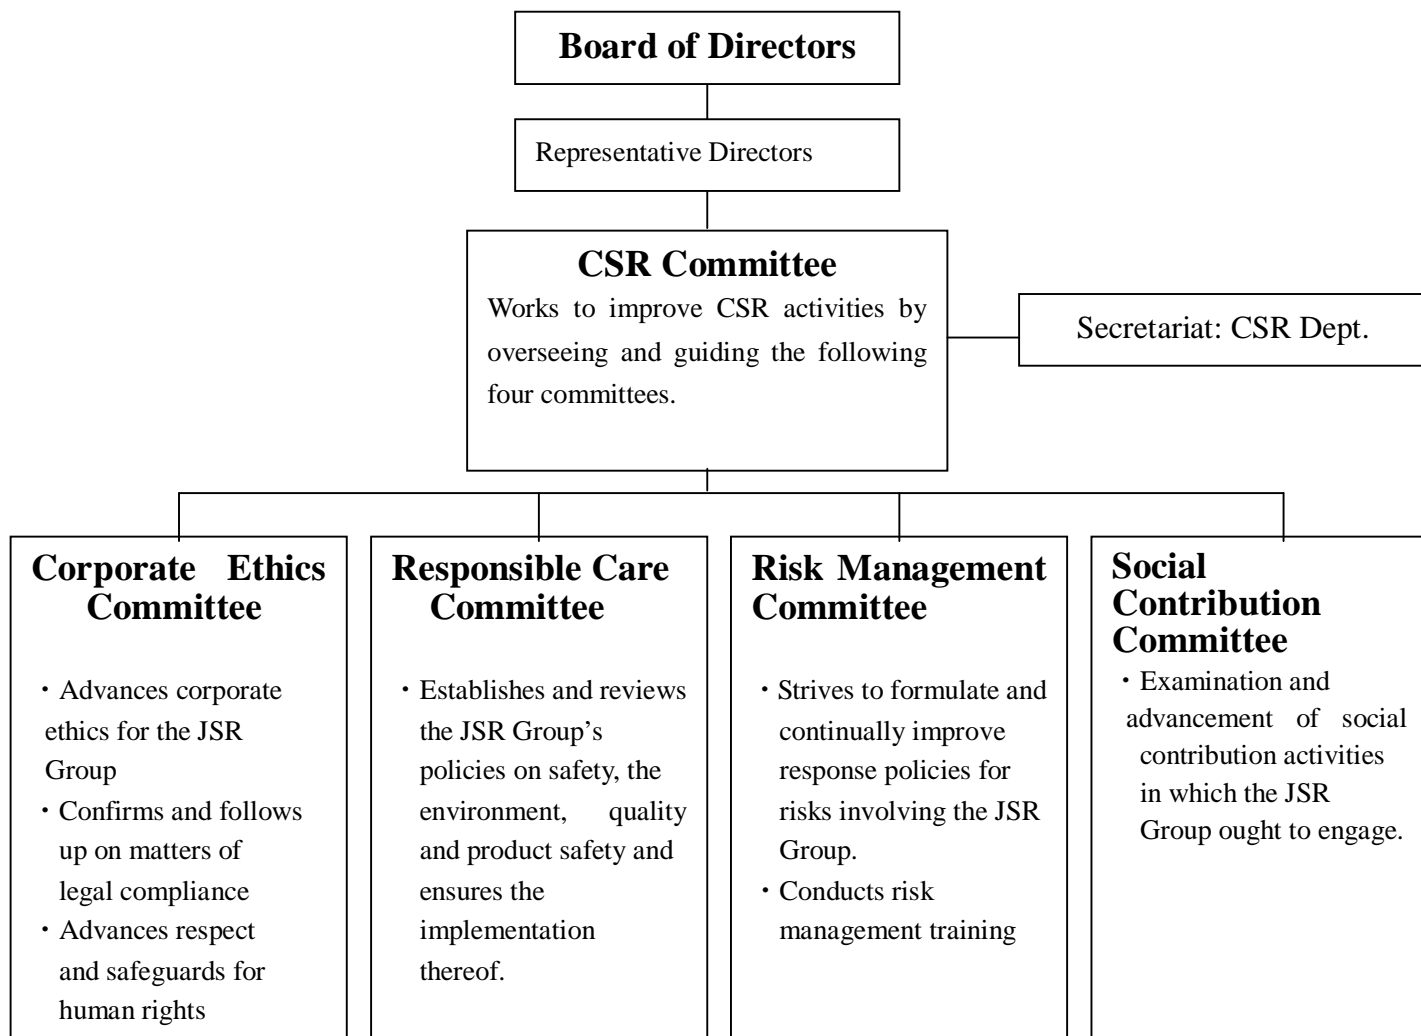 Board of Directors
Representative Directors
CSR Committee
Works to improve CSR activities by
overseeing and guiding the following
four committees.
Secretariat: CSR Dept.
Corporate Ethics
Committee
・Advances corporate
ethics for the JSR
Group
・Confirms and follows
up on matters of
legal compliance
・Advances respect
and safeguards for
human rights
Responsible Care
Committee
・Establishes and reviews
the JSR Group’s
policies on safety, the
environment, quality
and product safety and
ensures the
implementation
thereof.
Risk Management
Committee
・Strives to formulate and
continually improve
response policies for
risks involving the JSR
Group.
・Conducts risk
management training
Social
Contribution
Committee
・Examination and
advancement of social
contribution activities
in which the JSR
Group ought to engage.